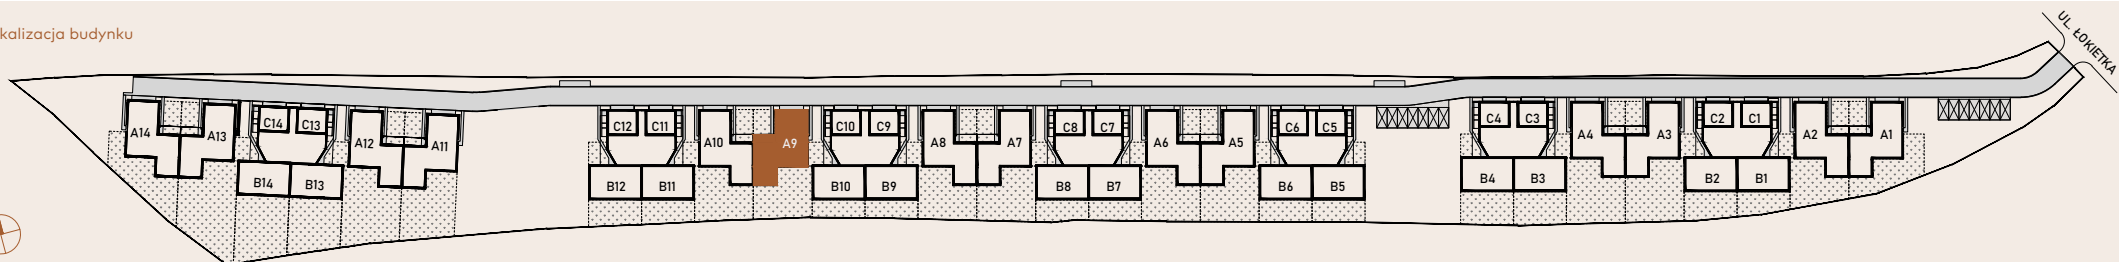 kalizacja budynku
UL. ŁOKIETKA
A14
A13
C14 C13
B14 B13
A12
A11
C12 C11
B12 B11
A10
A9
C10 C9
B10 B9
A8
A7
C8 C7
B8 B7
A6
A5
C6 C5
B6 B5
C4 C3
B4 B3
A4
A3
C2 C1
B2 B1
A2
A1